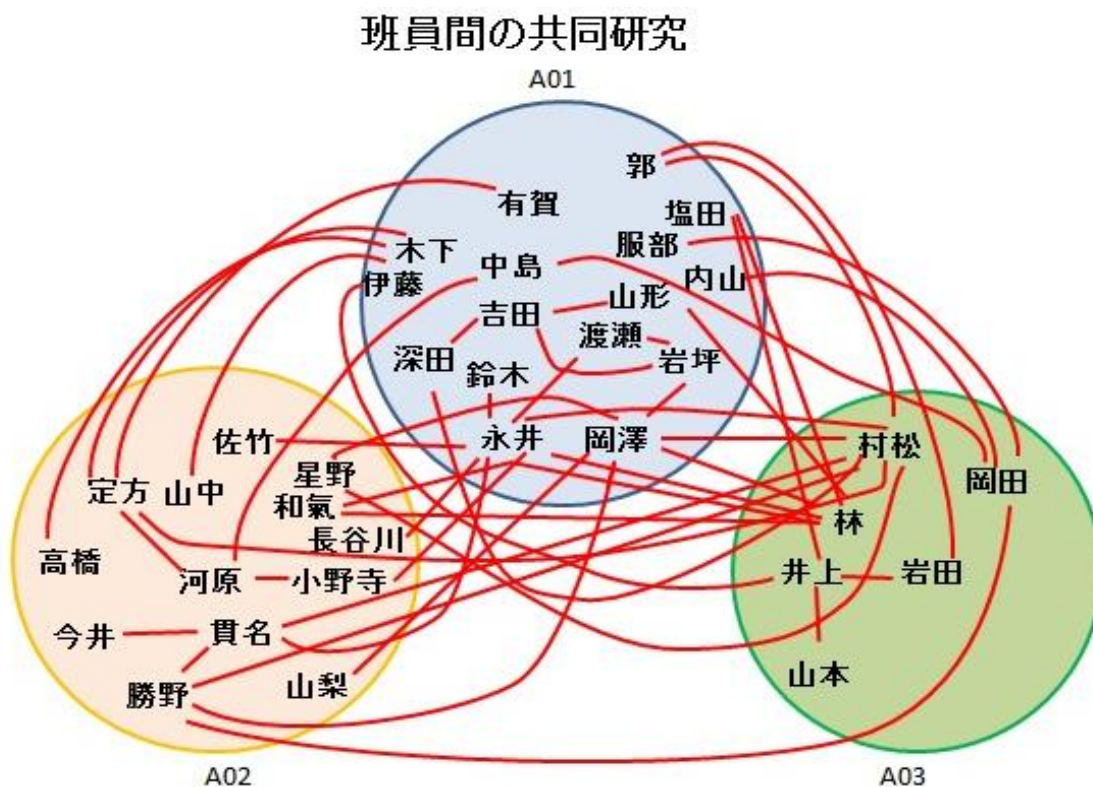 班員間の共同研究
A01
郭
有賀
塩田
木下
服部
中島
内山
伊藤
山形
吉田
渡瀬
深田
岩坪
鈴木
永井
岡澤
佐竹
星野
定方
山中
和氣
長谷川
高橋
河原
小野寺
今井
貫名
勝野
山梨
A02
村松
岡田
林
井上
岩田
山本
A03